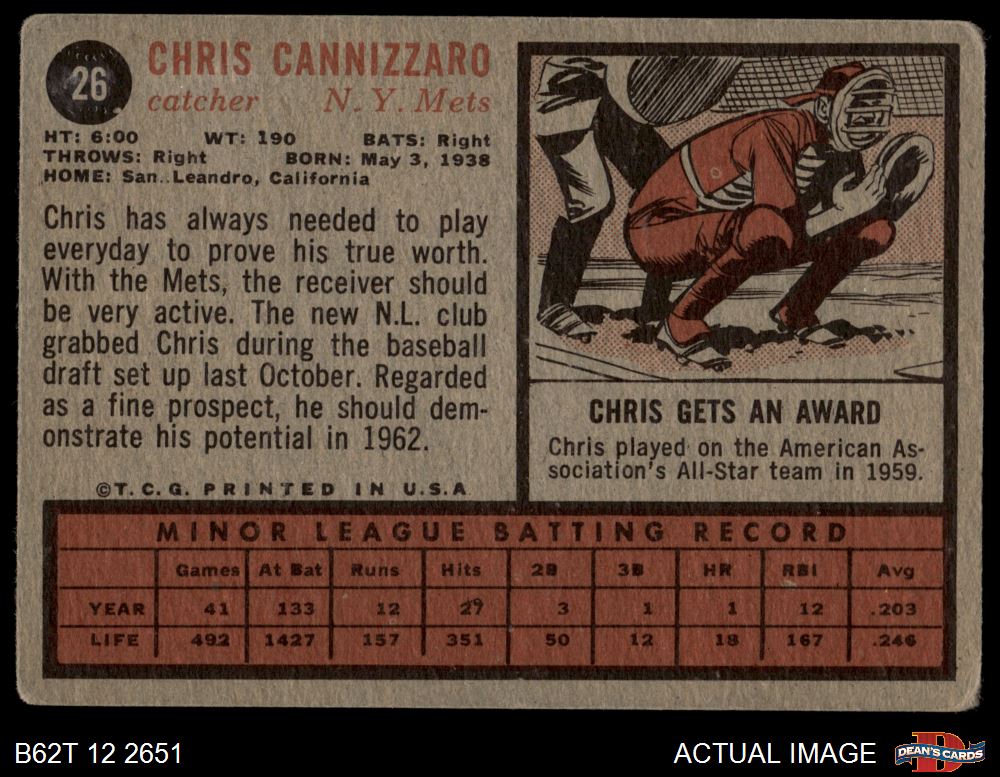 26
CHRIS CANNIZZARO
catcher N. Y. Mets
HT: 6:00 WT: 190 BATS: Right
THROWS: Right BORN: May 3, 1938
HOME: San Leandro, California
Chris has always needed to play
everyday to prove his true worth.
With the Mets, the receiver should
be very active. The new N.L. club
grabbed Chris during the baseball
draft set up last October. Regarded
as a fine prospect, he should dem-
onstrate his potential in 1962.
©T. C. G. PRINTED IN U.S.A
CHRIS GETS AN AWARD
Chris played on the American As-
sociation's All-Star team in 1959.
MINOR LEAGUE BATTING RECORD
Games At Bat Runs Hits 2B 3B HR RBI Avg
YEAR 41 133 12 27 3 1 1 12 .203
LIFE 492 1427 157 351 50 12 18 167 .246
B62T 12 2651 ACTUAL IMAGE DEAN'S CARDS